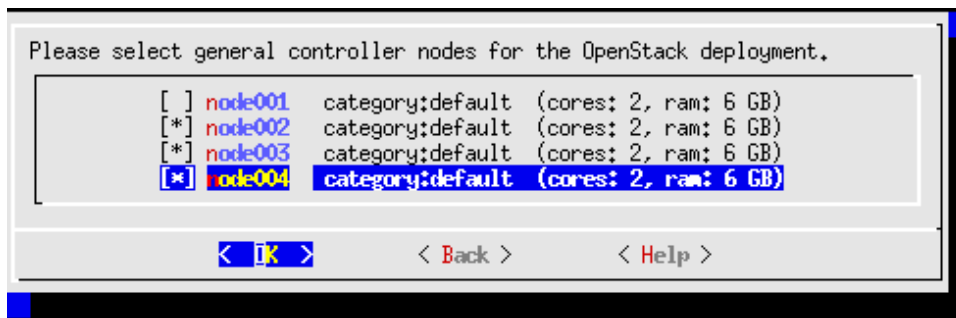 Please select general controller nodes for the OpenStack deployment.
[ ] node001 category:default (cores: 2, ram: 6 GB)
[*] node002 category:default (cores: 2, ram: 6 GB)
[*] node003 category:default (cores: 2, ram: 6 GB)
[*] node004 category:default (cores: 2, ram: 6 GB)
< OK > < Back > < Help >